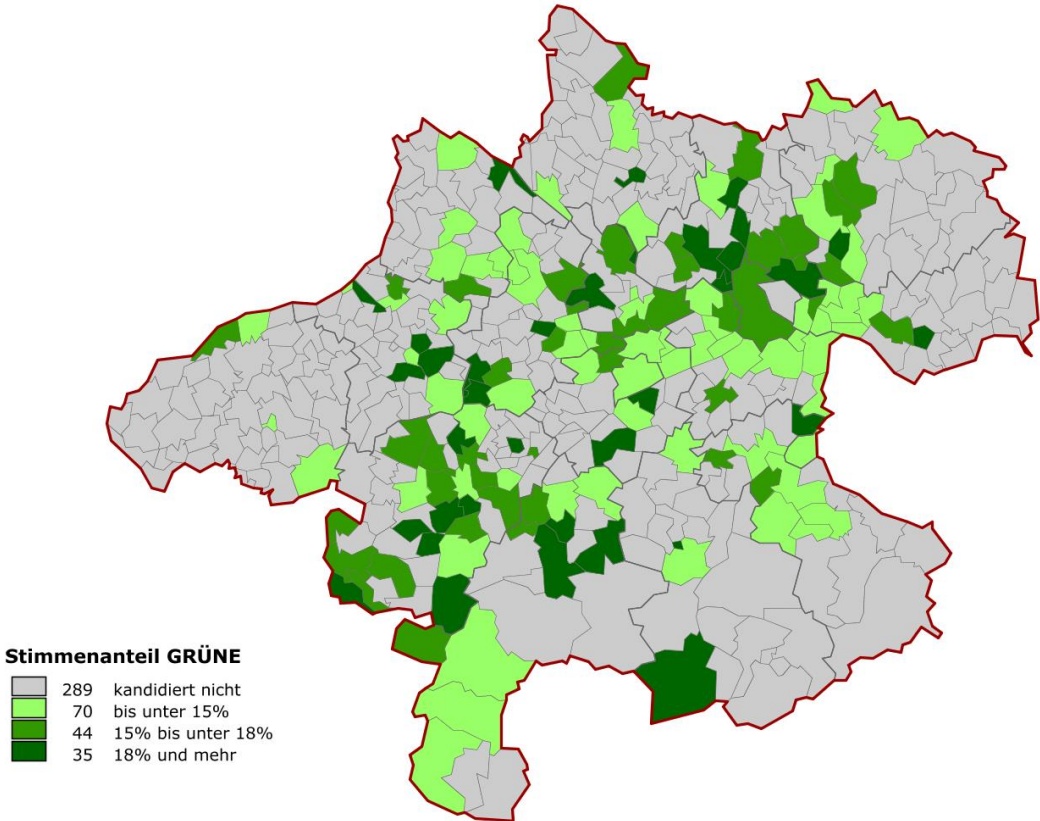 Stimmenanteil GRÜNE
289 kandidiert nicht
70 bis unter 15%
44 15% bis unter 18%
35 18% und mehr